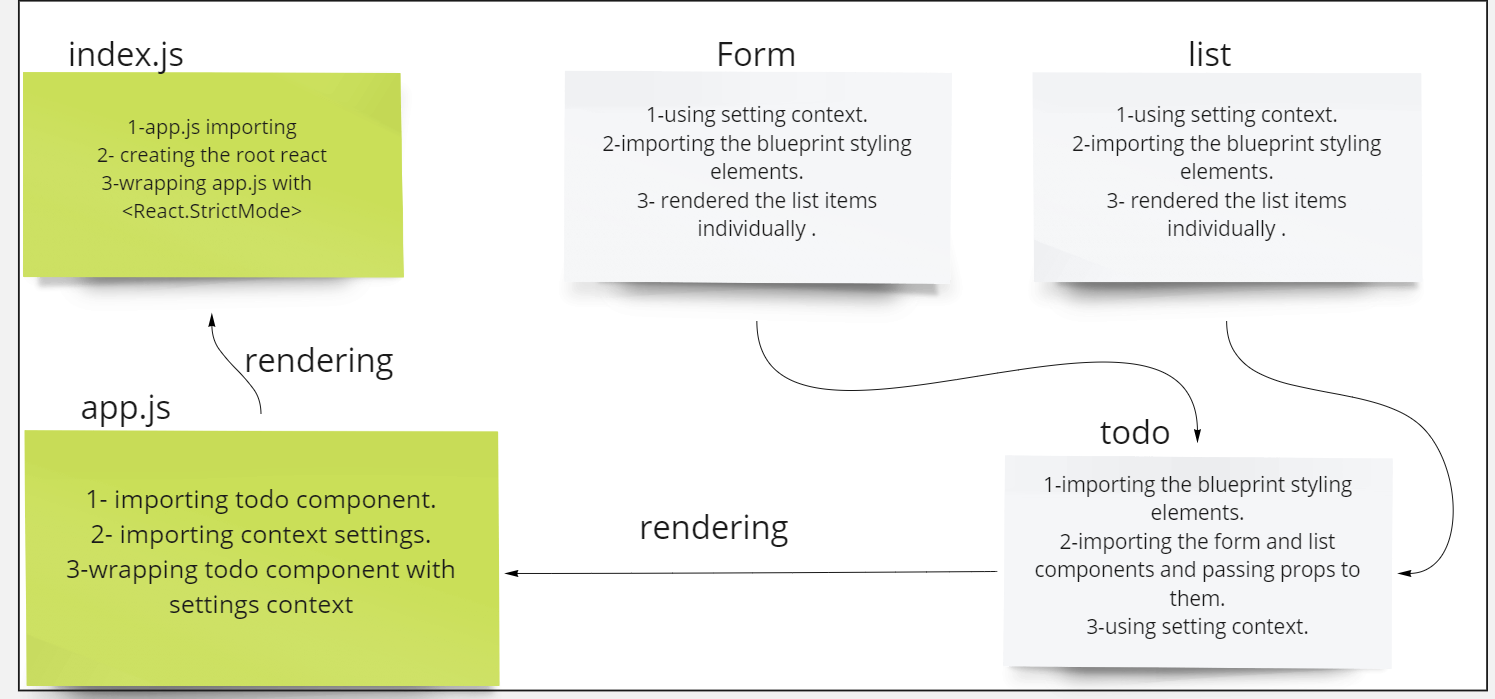 index.js
1-app.js importing
2- creating the root react
3-wrapping app.js with
<React.StrictMode>
Form
1-using setting context.
2-importing the blueprint styling
elements.
3- rendered the list items
individually .
list
1-using setting context.
2-importing the blueprint styling
elements.
3- rendered the list items
individually .
rendering
app.js
1- importing todo component.
2- importing context settings.
3-wrapping todo component with
settings context
rendering
todo
1-importing the blueprint styling
elements.
2-importing the form and list
components and passing props to
them.
3-using setting context.